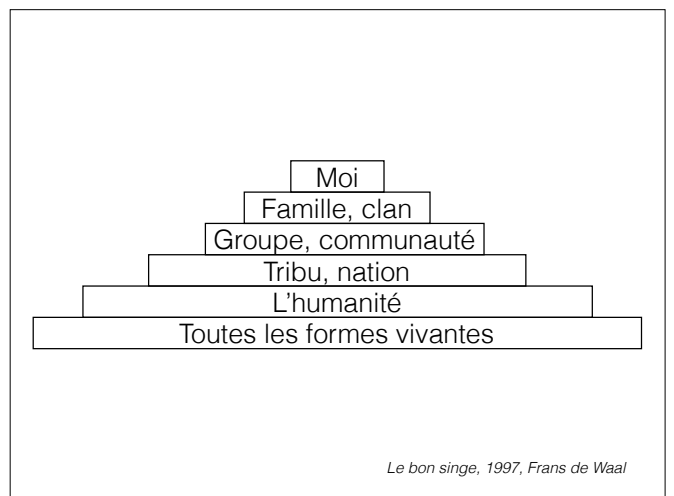 Moi
Famille, clan
Groupe, communauté
Tribu, nation
L'humanité
Toutes les formes vivantes
Le bon singe, 1997, Frans de Waal